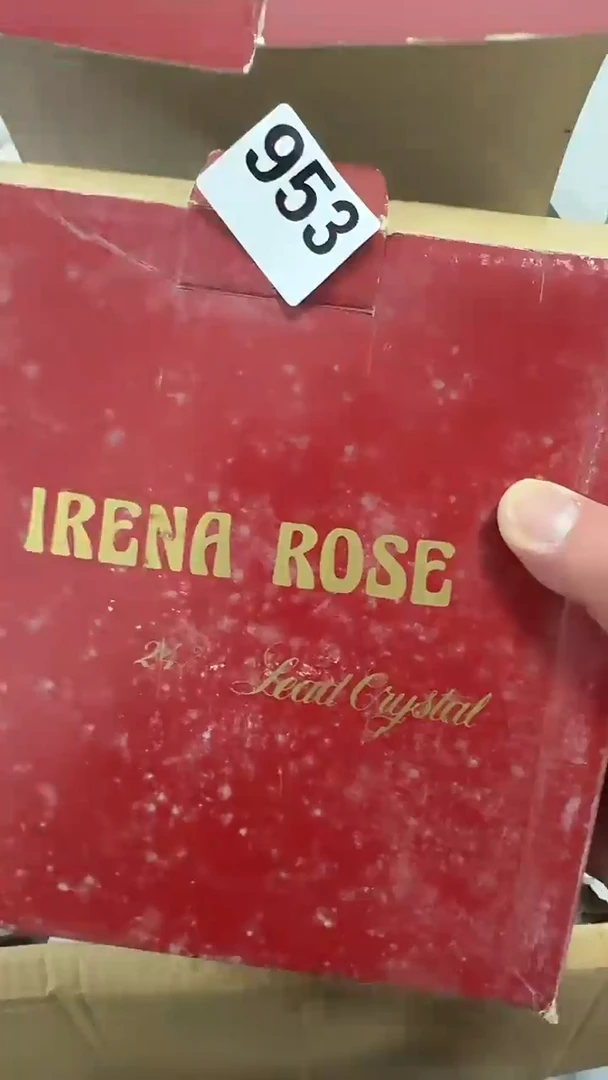 953
IRENA ROSE
24 Lead Crystal